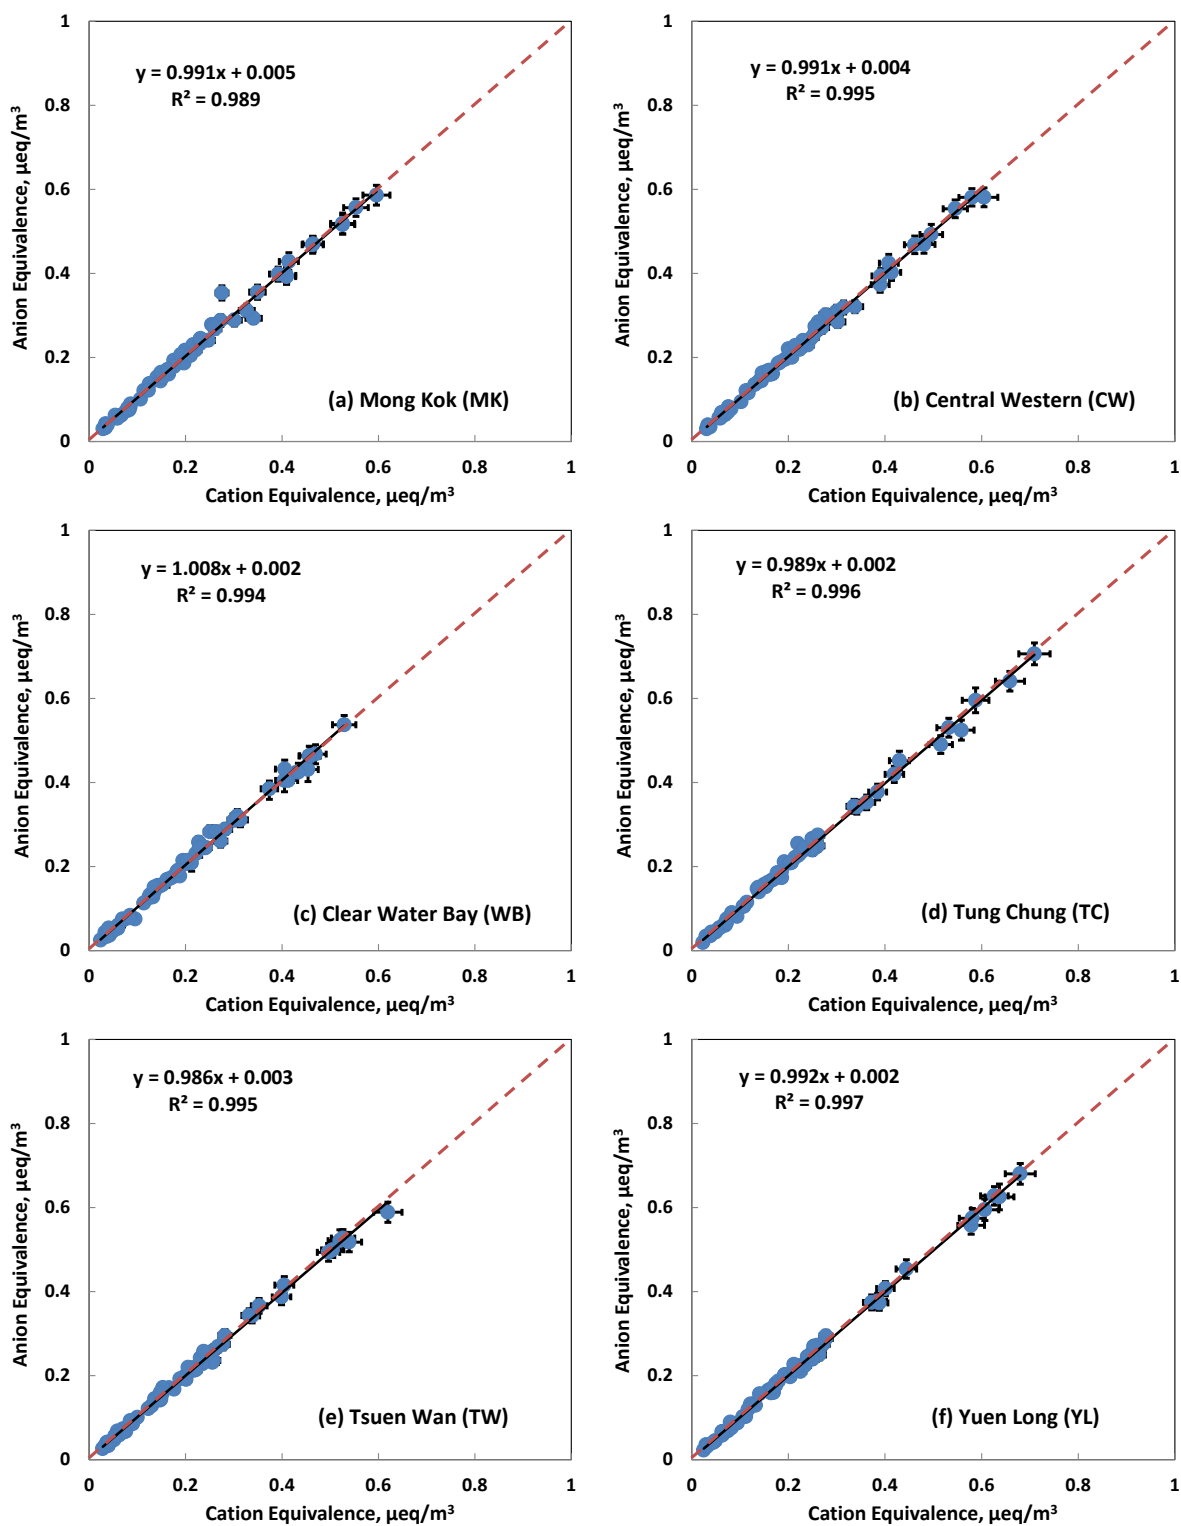 y = 0.991x + 0.005
R² = 0.989
Anion Equivalence, µeq/m³
1
0.8
0.6
0.4
0.2
0
(a) Mong Kok (MK)
0 0.2 0.4 0.6 0.8 1
Cation Equivalence, µeq/m³
y = 0.991x + 0.004
R² = 0.995
Anion Equivalence, µeq/m³
1
0.8
0.6
0.4
0.2
0
(b) Central Western (CW)
0 0.2 0.4 0.6 0.8 1
Cation Equivalence, µeq/m³
y = 1.008x + 0.002
R² = 0.994
Anion Equivalence, µeq/m³
1
0.8
0.6
0.4
0.2
0
(c) Clear Water Bay (WB)
0 0.2 0.4 0.6 0.8 1
Cation Equivalence, µeq/m³
y = 0.989x + 0.002
R² = 0.996
Anion Equivalence, µeq/m³
1
0.8
0.6
0.4
0.2
0
(d) Tung Chung (TC)
0 0.2 0.4 0.6 0.8 1
Cation Equivalence, µeq/m³
y = 0.986x + 0.003
R² = 0.995
Anion Equivalence, µeq/m³
1
0.8
0.6
0.4
0.2
0
(e) Tsuen Wan (TW)
0 0.2 0.4 0.6 0.8 1
Cation Equivalence, µeq/m³
y = 0.992x + 0.002
R² = 0.997
Anion Equivalence, µeq/m³
1
0.8
0.6
0.4
0.2
0
(f) Yuen Long (YL)
0 0.2 0.4 0.6 0.8 1
Cation Equivalence, µeq/m³